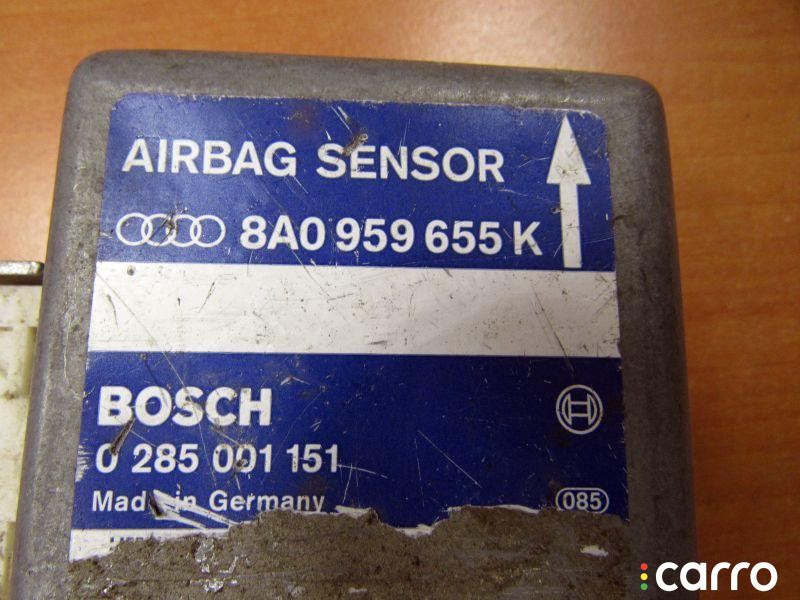 AIRBAG SENSOR
8A0 959 655 K
BOSCH
0 285 001 151
Made in Germany
085
carro